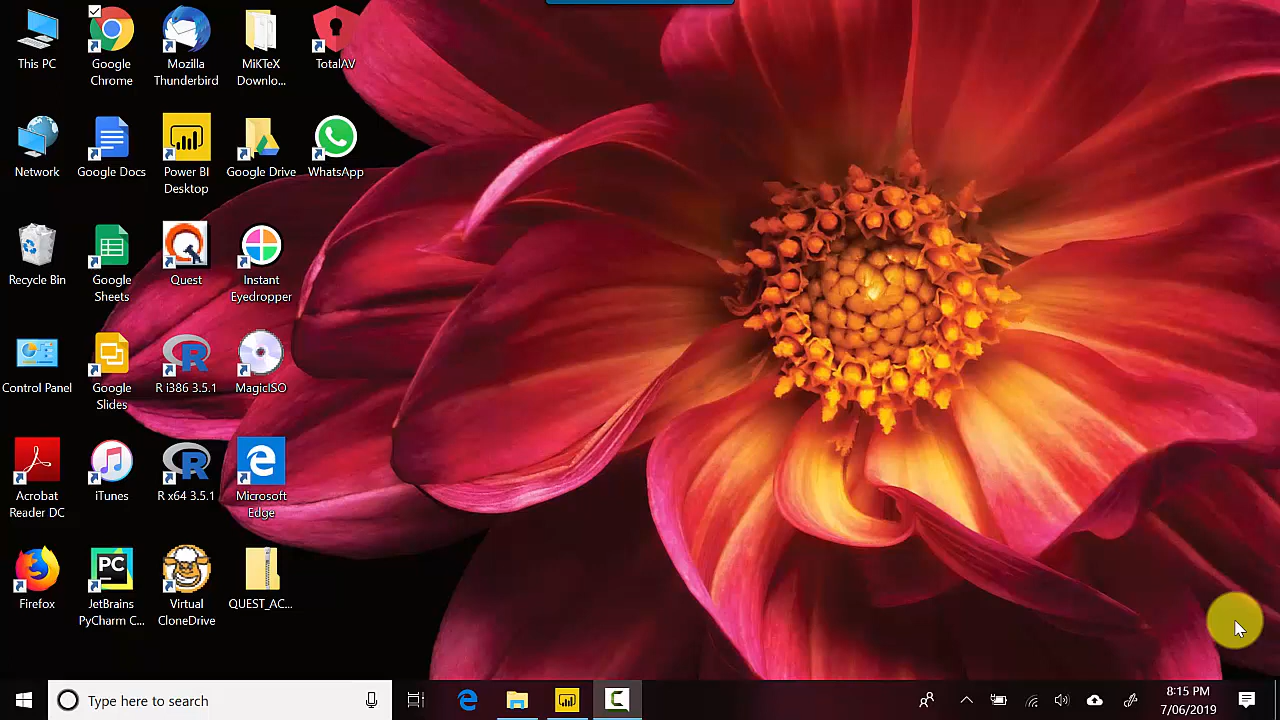 This PC
Google
Chrome
Mozilla
Thunderbird
MiKTeX
Downlo...
TotalAV
Network
Google Docs
Power BI
Desktop
Google Drive
WhatsApp
Recycle Bin
Google
Sheets
Quest
Instant
Eyedropper
Control Panel
Google
Slides
R i386 3.5.1
MagicISO
Acrobat
Reader DC
iTunes
R x64 3.5.1
Microsoft
Edge
Firefox
PC
JetBrains
PyCharm C...
Virtual
CloneDrive
QUEST_AC...
Type here to search
8:15 PM
7/06/2019